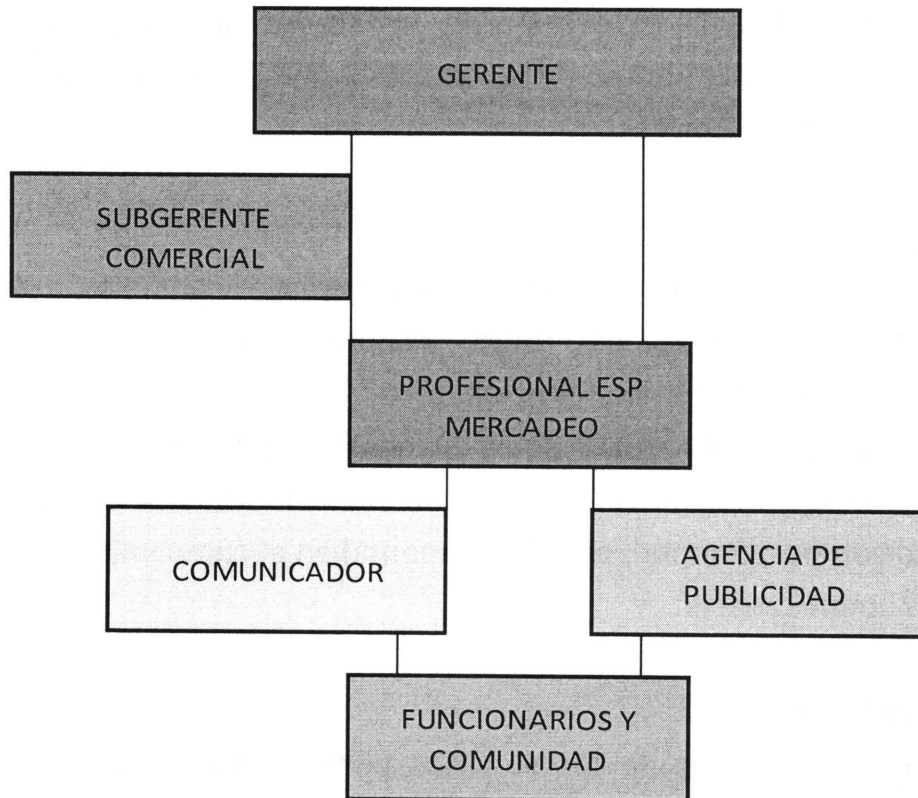 GERENTE
SUBGERENTE
COMERCIAL
PROFESIONAL ESP
MERCADEO
COMUNICADOR
AGENCIA DE
PUBLICIDAD
FUNCIONARIOS Y
COMUNIDAD